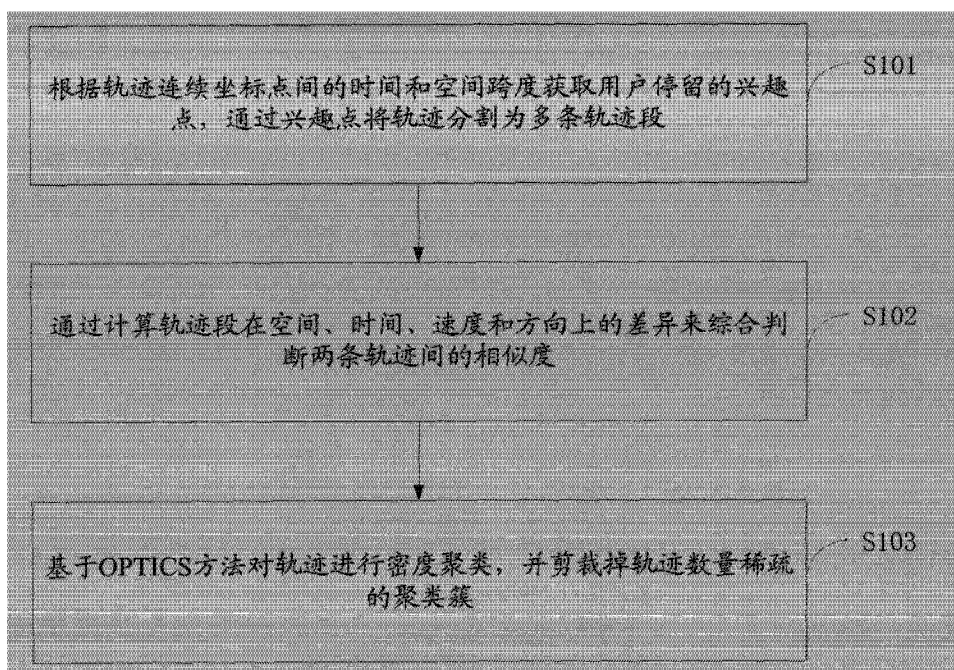 根据轨迹连续坐标点间的时间和空间跨度获取用户停留的兴趣
点，通过兴趣点将轨迹分割为多条轨迹段
S101
通过计算轨迹段在空间、时间、速度和方向上的差异来综合判
断两条轨迹间的相似度
S102
基于OPTICS方法对轨迹进行密度聚类，并剪裁掉轨迹数量稀疏
的聚类簇
S103